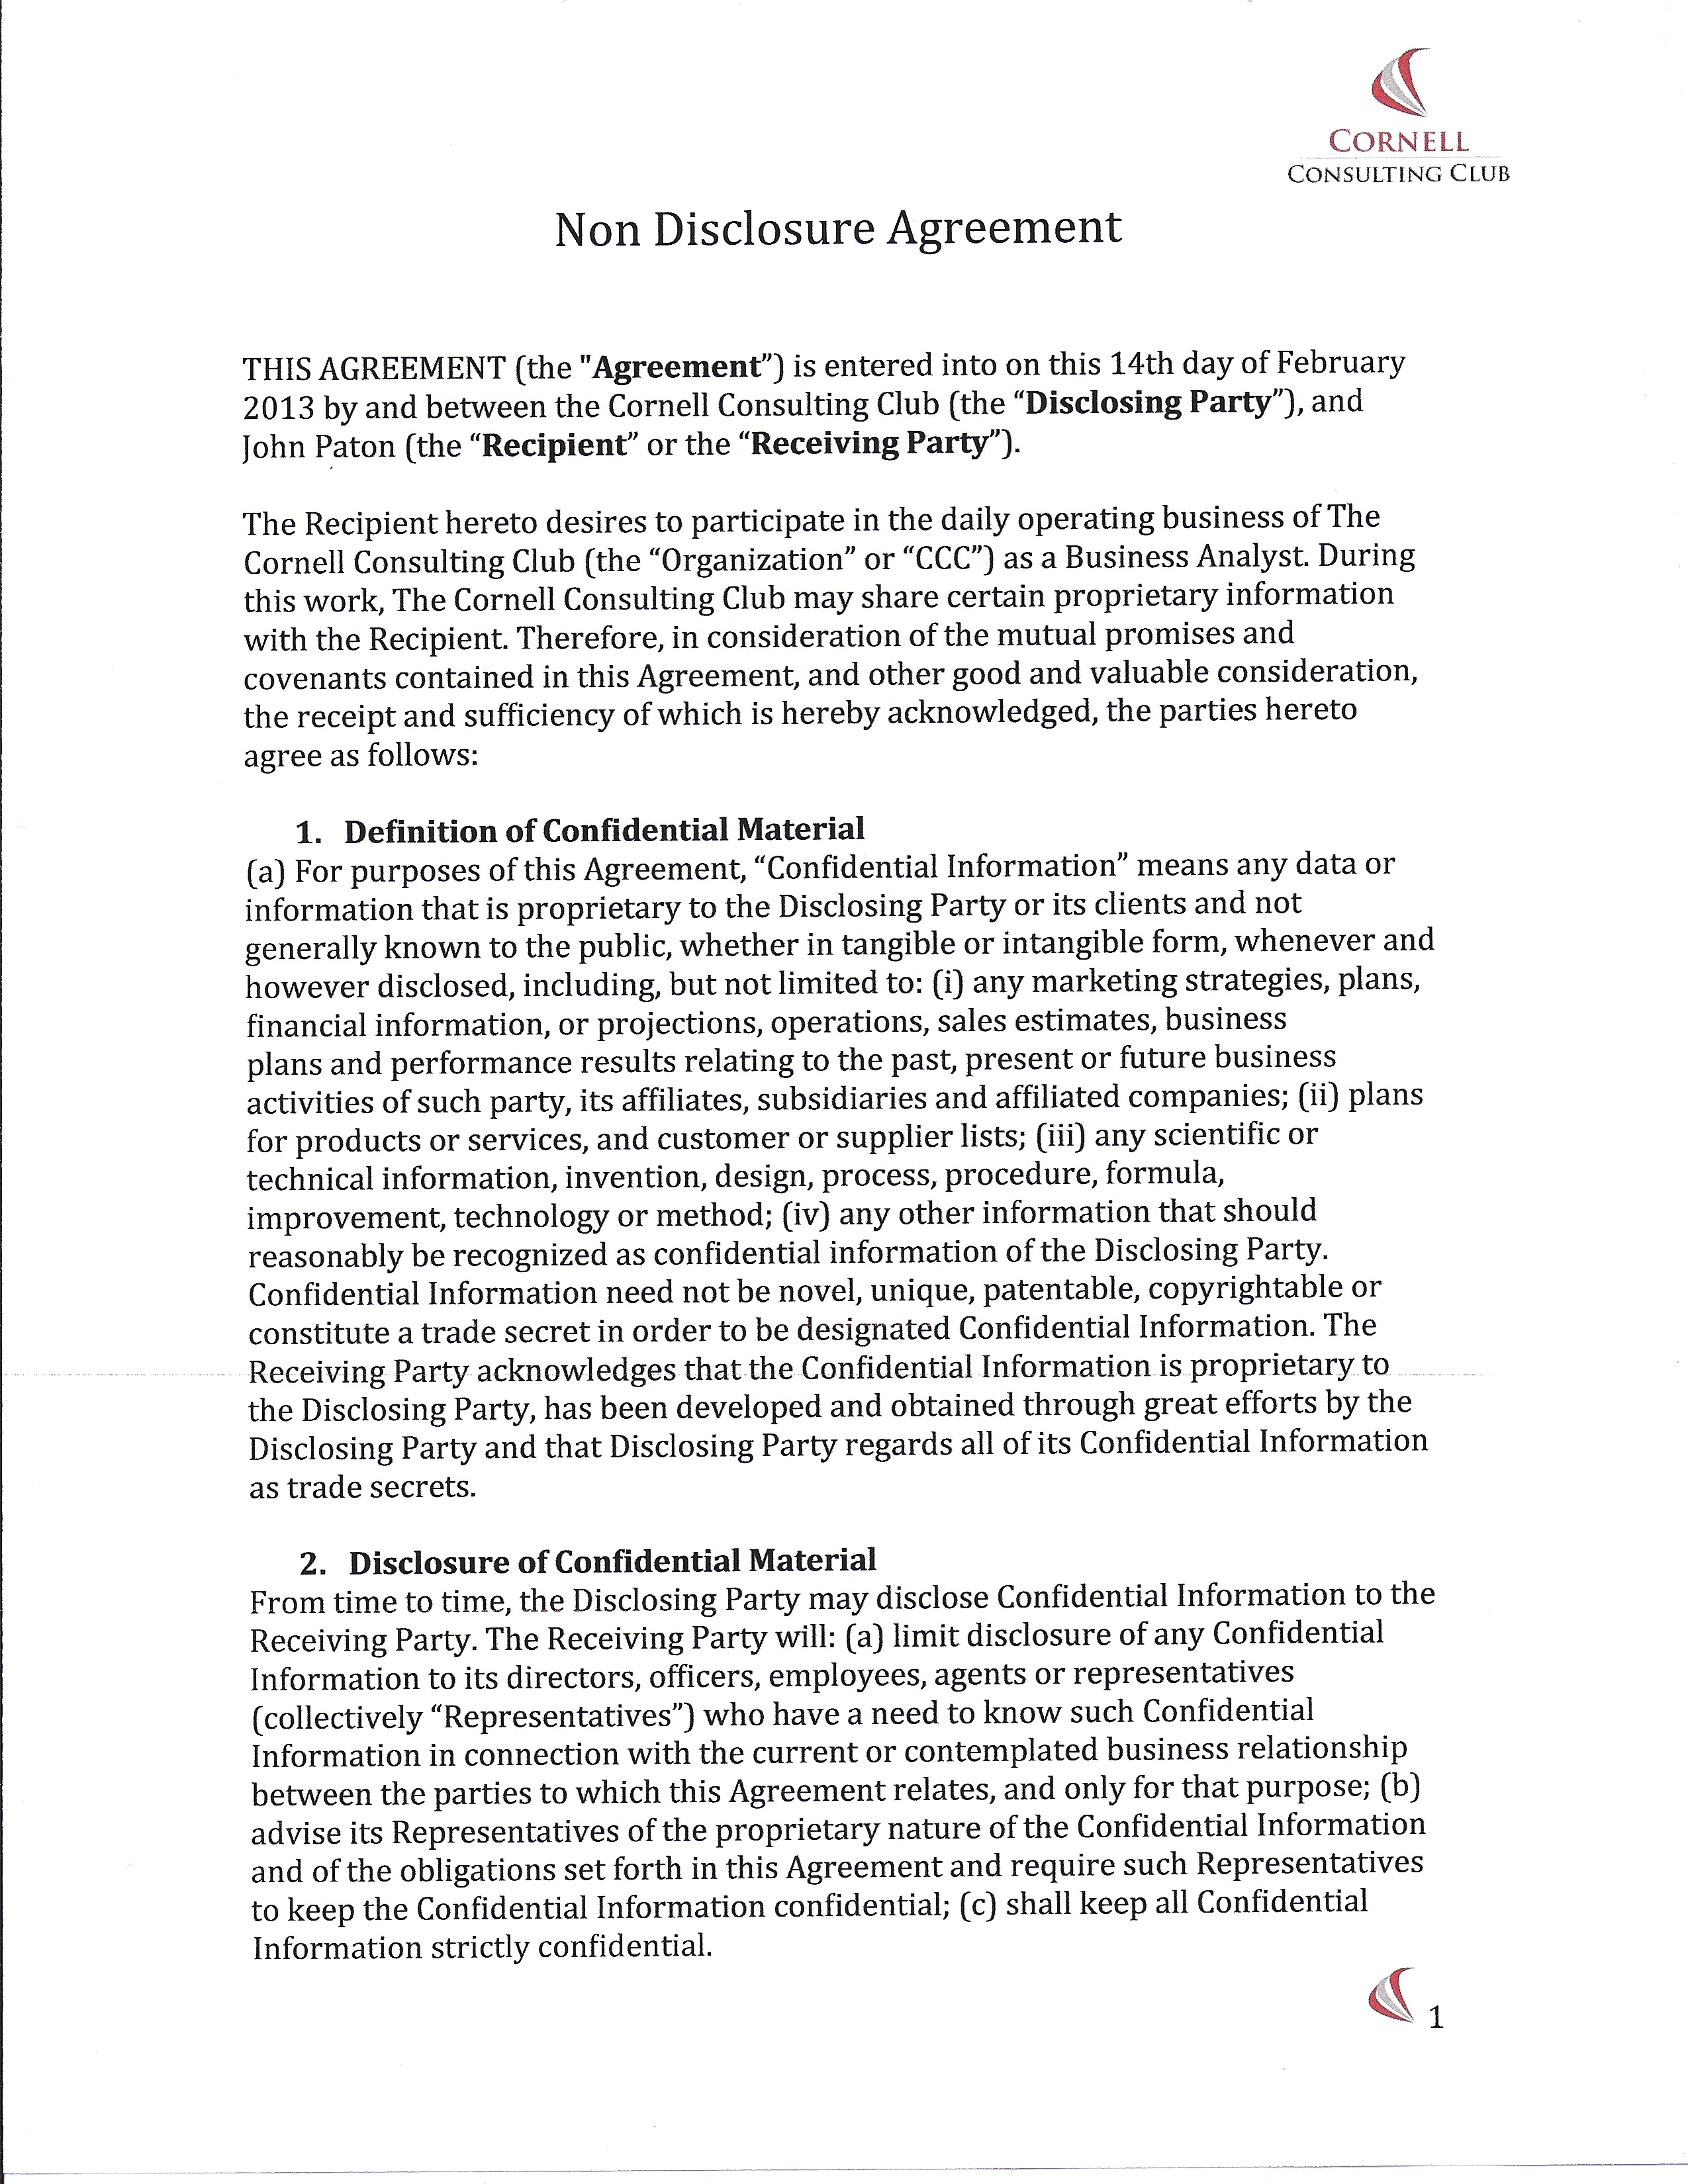 CORNELL
CONSULTING CLUB
Non Disclosure Agreement
THIS AGREEMENT (the "Agreement”) is entered into on this 14th day of February
2013 by and between the Cornell Consulting Club (the “Disclosing Party”), and
John Paton (the “Recipient” or the “Receiving Party”).
The Recipient hereto desires to participate in the daily operating business of The
Cornell Consulting Club (the “Organization” or “CCC”) as a Business Analyst. During
this work, The Cornell Consulting Club may share certain proprietary information
with the Recipient. Therefore, in consideration of the mutual promises and
covenants contained in this Agreement, and other good and valuable consideration,
the receipt and sufficiency of which is hereby acknowledged, the parties hereto
agree as follows:
1. Definition of Confidential Material
(a) For purposes of this Agreement, “Confidential Information” means any data or
information that is proprietary to the Disclosing Party or its clients and not
generally known to the public, whether in tangible or intangible form, whenever and
however disclosed, including, but not limited to: (i) any marketing strategies, plans,
financial information, or projections, operations, sales estimates, business
plans and performance results relating to the past, present or future business
activities of such party, its affiliates, subsidiaries and affiliated companies; (ii) plans
for products or services, and customer or supplier lists; (iii) any scientific or
technical information, invention, design, process, procedure, formula,
improvement, technology or method; (iv) any other information that should
reasonably be recognized as confidential information of the Disclosing Party.
Confidential Information need not be novel, unique, patentable, copyrightable or
constitute a trade secret in order to be designated Confidential Information. The
Receiving Party acknowledges that the Confidential Information is proprietary to
the Disclosing Party, has been developed and obtained through great efforts by the
Disclosing Party and that Disclosing Party regards all of its Confidential Information
as trade secrets.
2. Disclosure of Confidential Material
From time to time, the Disclosing Party may disclose Confidential Information to the
Receiving Party. The Receiving Party will: (a) limit disclosure of any Confidential
Information to its directors, officers, employees, agents or representatives
(collectively “Representatives”) who have a need to know such Confidential
Information in connection with the current or contemplated business relationship
between the parties to which this Agreement relates, and only for that purpose; (b)
advise its Representatives of the proprietary nature of the Confidential Information
and of the obligations set forth in this Agreement and require such Representatives
to keep the Confidential Information confidential; (c) shall keep all Confidential
Information strictly confidential.
1